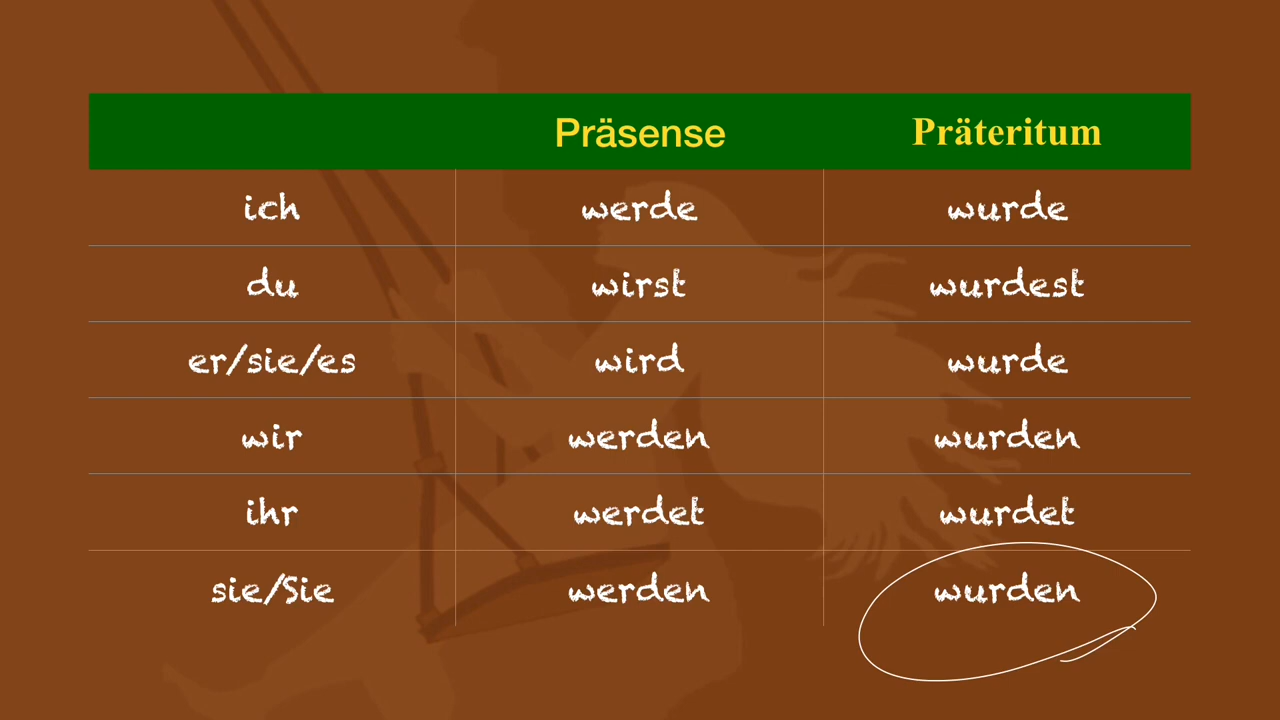 Präsense Präteritum
ich werde wurde
du wirst wurdest
er/sie/es wird wurde
wir werden wurden
ihr werdet wurdet
sie/Sie werden wurden